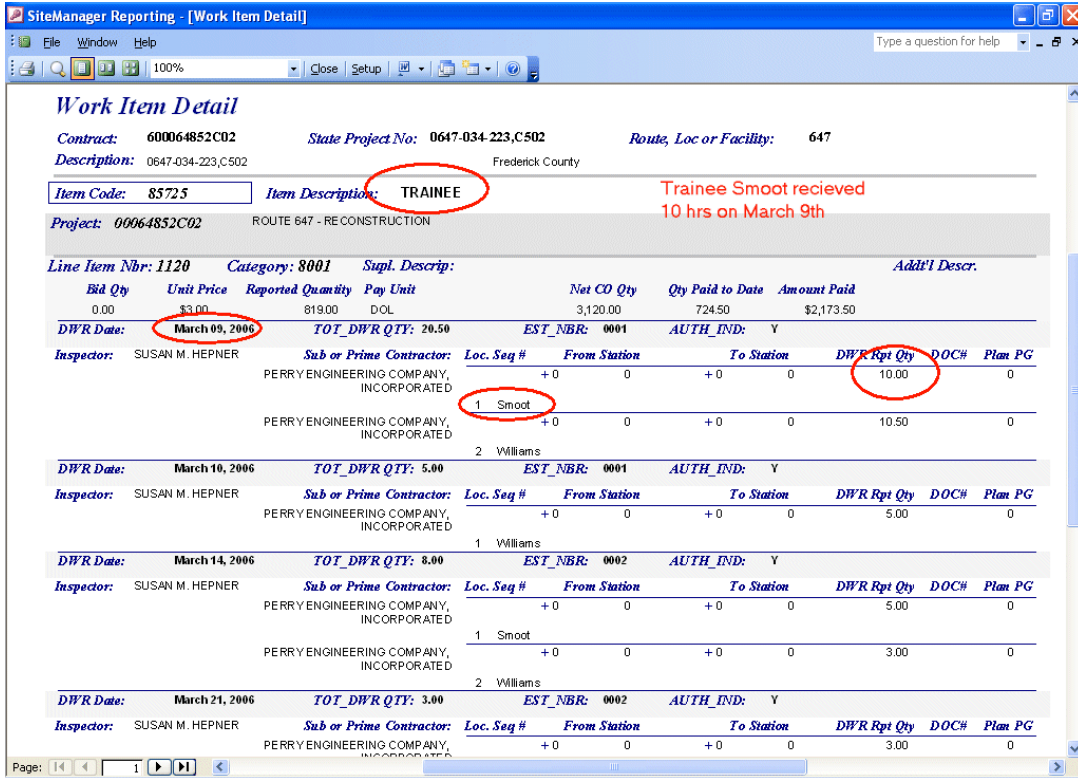 SiteManager Reporting - [Work Item Detail]
File Window Help Type a question for help
100% Close Setup
Work Item Detail
Contract: 600064852C02 State Project No: 0647-034-223,C502 Route, Loc or Facility: 647
Description: 0647-034-223,C502 Frederick County
Item Code: 85725 Item Description: TRAINEE
Trainee Smoot recieved
10 hrs on March 9th
Project: 00064852C02 ROUTE 647 - RECONSTRUCTION
Line Item Nbr: 1120 Category: 8001 Supl. Descrip: Addt'l Descr.
Bid Qty Unit Price Reported Quantity Pay Unit Net CO Qty Qty Paid to Date Amount Paid
0.00 $3.00 819.00 DOL 3,120.00 724.50 $2,173.50
DWR Date: March 09, 2006 TOT_DWR QTY: 20.50 EST_NBR: 0001 AUTH_IND: Y
Inspector: SUSAN M. HEPNER Sub or Prime Contractor: Loc. Seq # From Station To Station DWR Rpt Qty DOC# Plan PG
PERRY ENGINEERING COMPANY, + 0 0 + 0 0 10.00 0
INCORPORATED
1 Smoot
PERRY ENGINEERING COMPANY, + 0 0 + 0 0 10.50 0
INCORPORATED
2 Williams
DWR Date: March 10, 2006 TOT_DWR QTY: 5.00 EST_NBR: 0001 AUTH_IND: Y
Inspector: SUSAN M. HEPNER Sub or Prime Contractor: Loc. Seq # From Station To Station DWR Rpt Qty DOC# Plan PG
PERRY ENGINEERING COMPANY, + 0 0 + 0 0 5.00 0
INCORPORATED
1 Williams
DWR Date: March 14, 2006 TOT_DWR QTY: 8.00 EST_NBR: 0002 AUTH_IND: Y
Inspector: SUSAN M. HEPNER Sub or Prime Contractor: Loc. Seq # From Station To Station DWR Rpt Qty DOC# Plan PG
PERRY ENGINEERING COMPANY, + 0 0 + 0 0 5.00 0
INCORPORATED
1 Smoot
PERRY ENGINEERING COMPANY, + 0 0 + 0 0 3.00 0
INCORPORATED
2 Williams
DWR Date: March 21, 2006 TOT_DWR QTY: 3.00 EST_NBR: 0002 AUTH_IND: Y
Inspector: SUSAN M. HEPNER Sub or Prime Contractor: Loc. Seq # From Station To Station DWR Rpt Qty DOC# Plan PG
PERRY ENGINEERING COMPANY, + 0 0 + 0 0 3.00 0
INCORPORATED
Page: 1